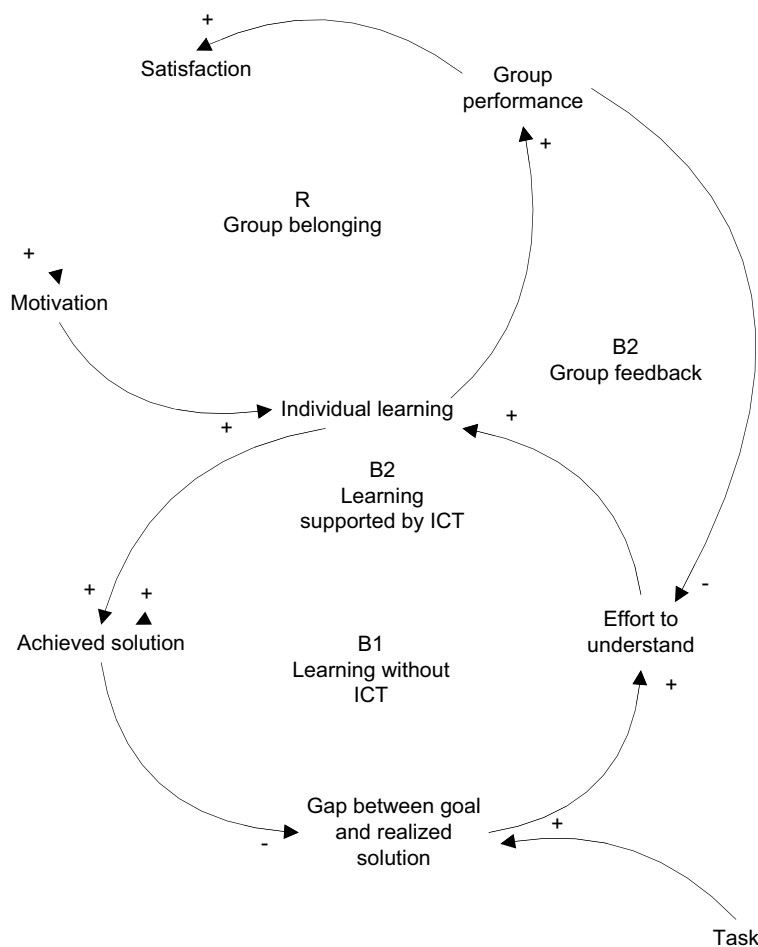 +
Satisfaction
Group
performance
+
R
Group belonging
+
Motivation
B2
Group feedback
Individual learning
+
+
B2
Learning
supported by ICT
+
+
-
Achieved solution
Effort to
understand
B1
Learning without
ICT
+
Gap between goal
and realized
solution
+
-
Task